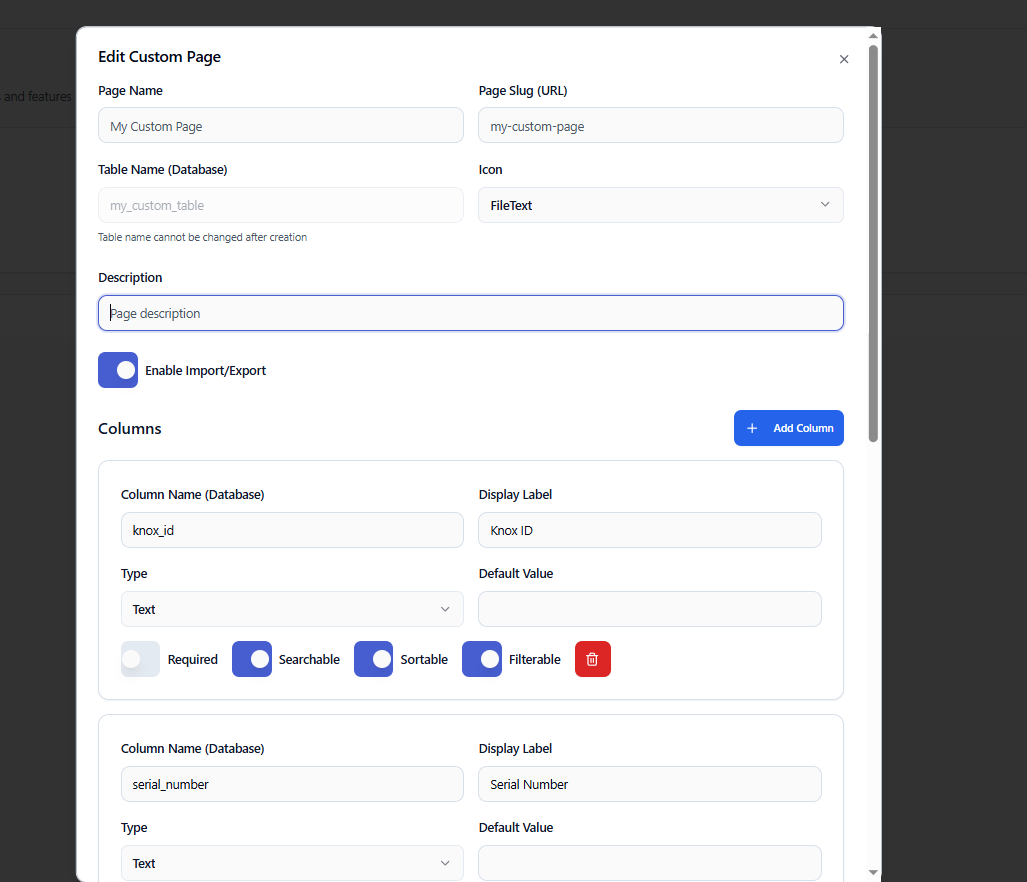 Edit Custom Page
and features
Page Name
Page Slug (URL)
My Custom Page
my-custom-page
Table Name (Database)
Icon
my_custom_table
FileText
Table name cannot be changed after creation
Description
Page description
Enable Import/Export
Columns
Add Column
Column Name (Database)
Display Label
knox_id
Knox ID
Type
Default Value
Text
Required
Searchable
Sortable
Filterable
Column Name (Database)
Display Label
serial_number
Serial Number
Type
Default Value
Text